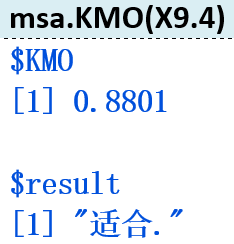 msa.KMO(X9.4)
$KMO
[1] 0.8801
$result
[1] "适合."